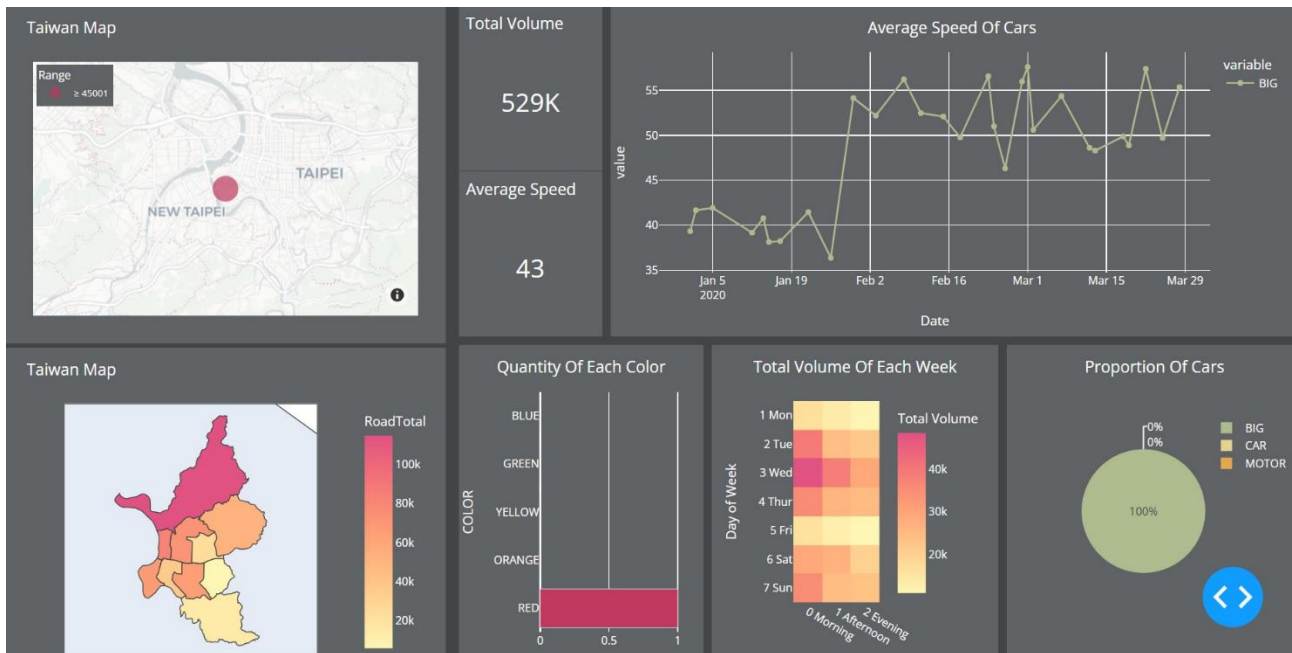 Taiwan Map
Range
≥ 45001
TAIPEI
NEW TAIPEI
Total Volume
529K
Average Speed
43
Average Speed Of Cars
variable
BIG
value
55
50
45
40
35
Jan 5
2020
Jan 19
Feb 2
Feb 16
Mar 1
Mar 15
Mar 29
Date
Taiwan Map
RoadTotal
100k
80k
60k
40k
20k
Quantity Of Each Color
COLOR
BLUE
GREEN
YELLOW
ORANGE
RED
0
0.5
1
Total Volume Of Each Week
Day of Week
1 Mon
2 Tue
3 Wed
4 Thur
5 Fri
6 Sat
7 Sun
0 Morning
1 Afternoon
2 Evening
Total Volume
40k
30k
20k
Proportion Of Cars
0%
0%
100%
BIG
CAR
MOTOR